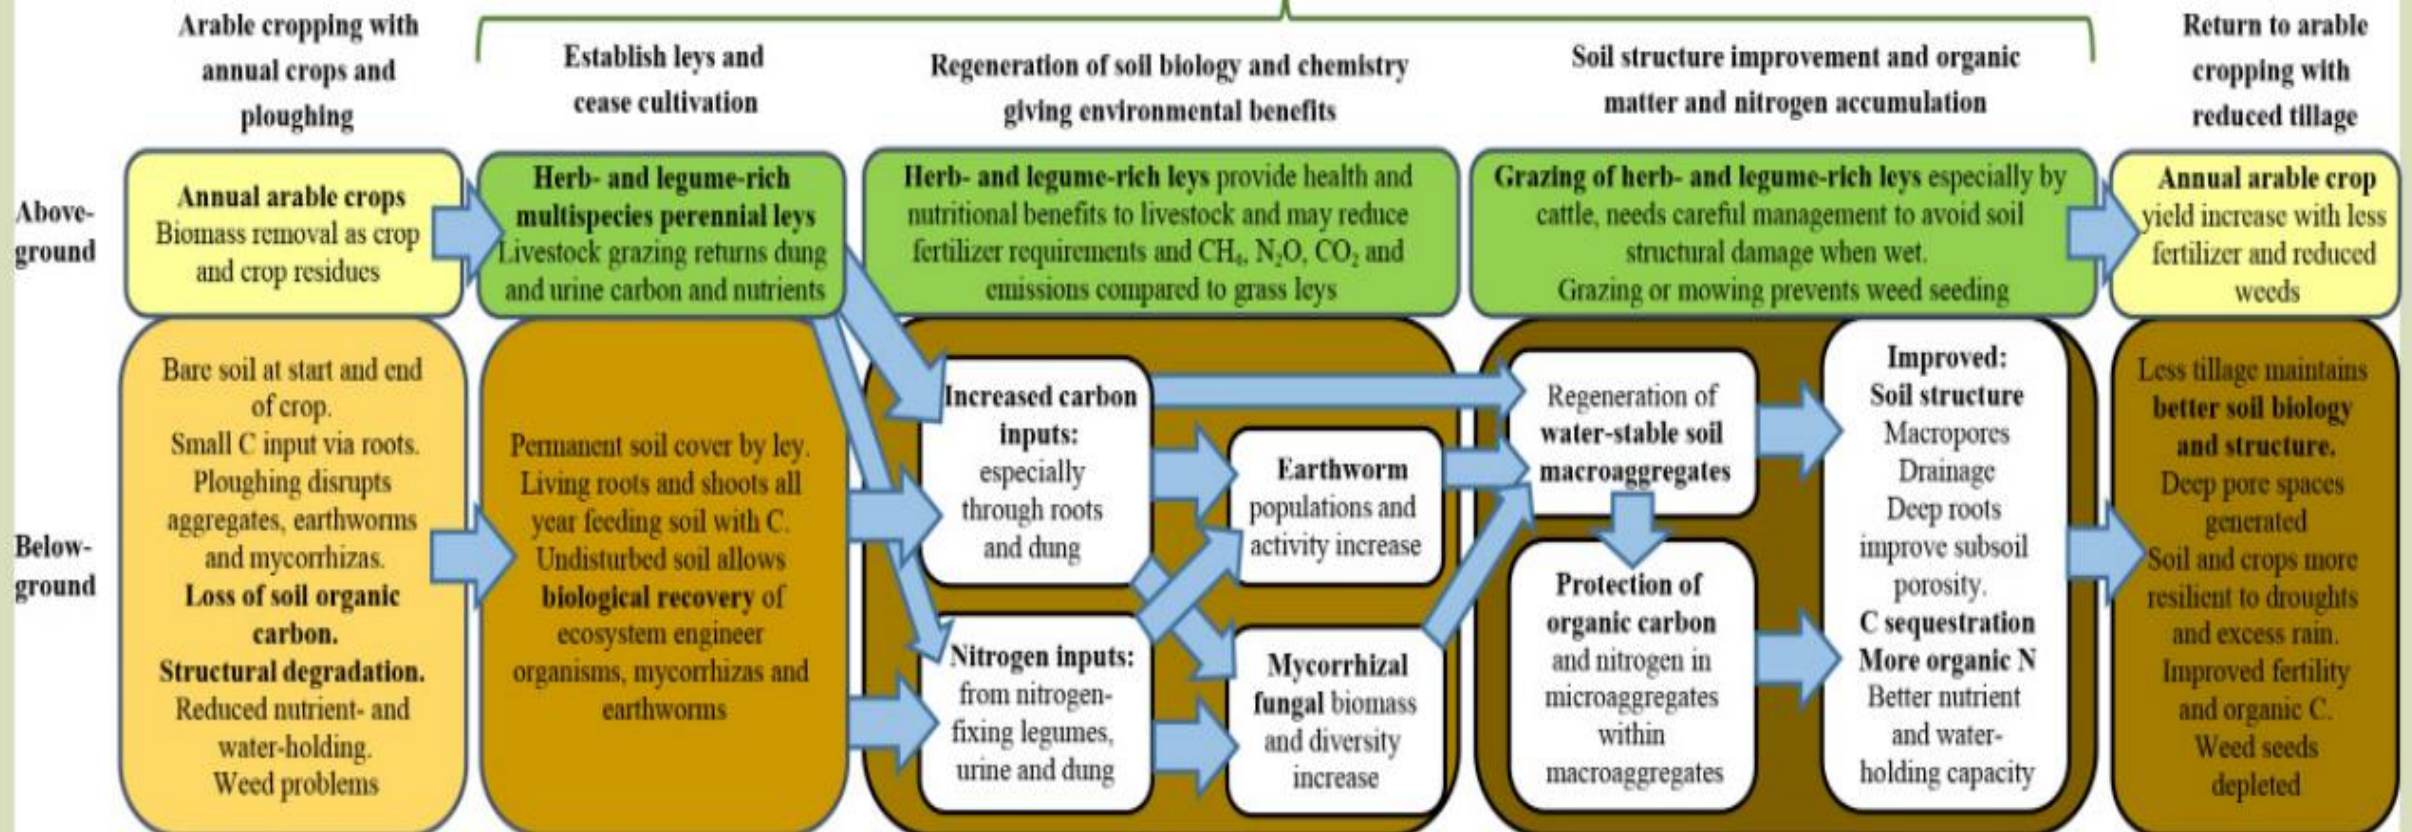 Arable cropping with
annual crops and
ploughing
Establish leys and
cease cultivation
Regeneration of soil biology and chemistry
giving environmental benefits
Soil structure improvement and organic
matter and nitrogen accumulation
Return to arable
cropping with
reduced tillage
Above-
ground
Annual arable crops
Biomass removal as crop
and crop residues
Herb- and legume-rich
multispecies perennial leys
Livestock grazing returns dung
and urine carbon and nutrients
Herb- and legume-rich leys provide health and
nutritional benefits to livestock and may reduce
fertilizer requirements and CH₄, N₂O, CO₂ and
emissions compared to grass leys
Grazing of herb- and legume-rich leys especially by
cattle, needs careful management to avoid soil
structural damage when wet.
Grazing or mowing prevents weed seeding
Annual arable crop
yield increase with less
fertilizer and reduced
weeds
Below-
ground
Bare soil at start and end
of crop.
Small C input via roots.
Ploughing disrupts
aggregates, earthworms
and mycorrhizas.
Loss of soil organic
carbon.
Structural degradation.
Reduced nutrient- and
water-holding.
Weed problems
Permanent soil cover by ley.
Living roots and shoots all
year feeding soil with C.
Undisturbed soil allows
biological recovery of
ecosystem engineer
organisms, mycorrhizas and
earthworms
Increased carbon
inputs:
especially
through roots
and dung
Nitrogen inputs:
from nitrogen-
fixing legumes,
urine and dung
Earthworm
populations and
activity increase
Mycorrhizal
fungal biomass
and diversity
increase
Regeneration of
water-stable soil
macroaggregates
Protection of
organic carbon
and nitrogen in
microaggregates
within
macroaggregates
Improved:
Soil structure
Macropores
Drainage
Deep roots
improve subsoil
porosity.
C sequestration
More organic N
Better nutrient
and water-
holding capacity
Less tillage maintains
better soil biology
and structure.
Deep pore spaces
generated
Soil and crops more
resilient to droughts
and excess rain.
Improved fertility
and organic C.
Weed seeds
depleted